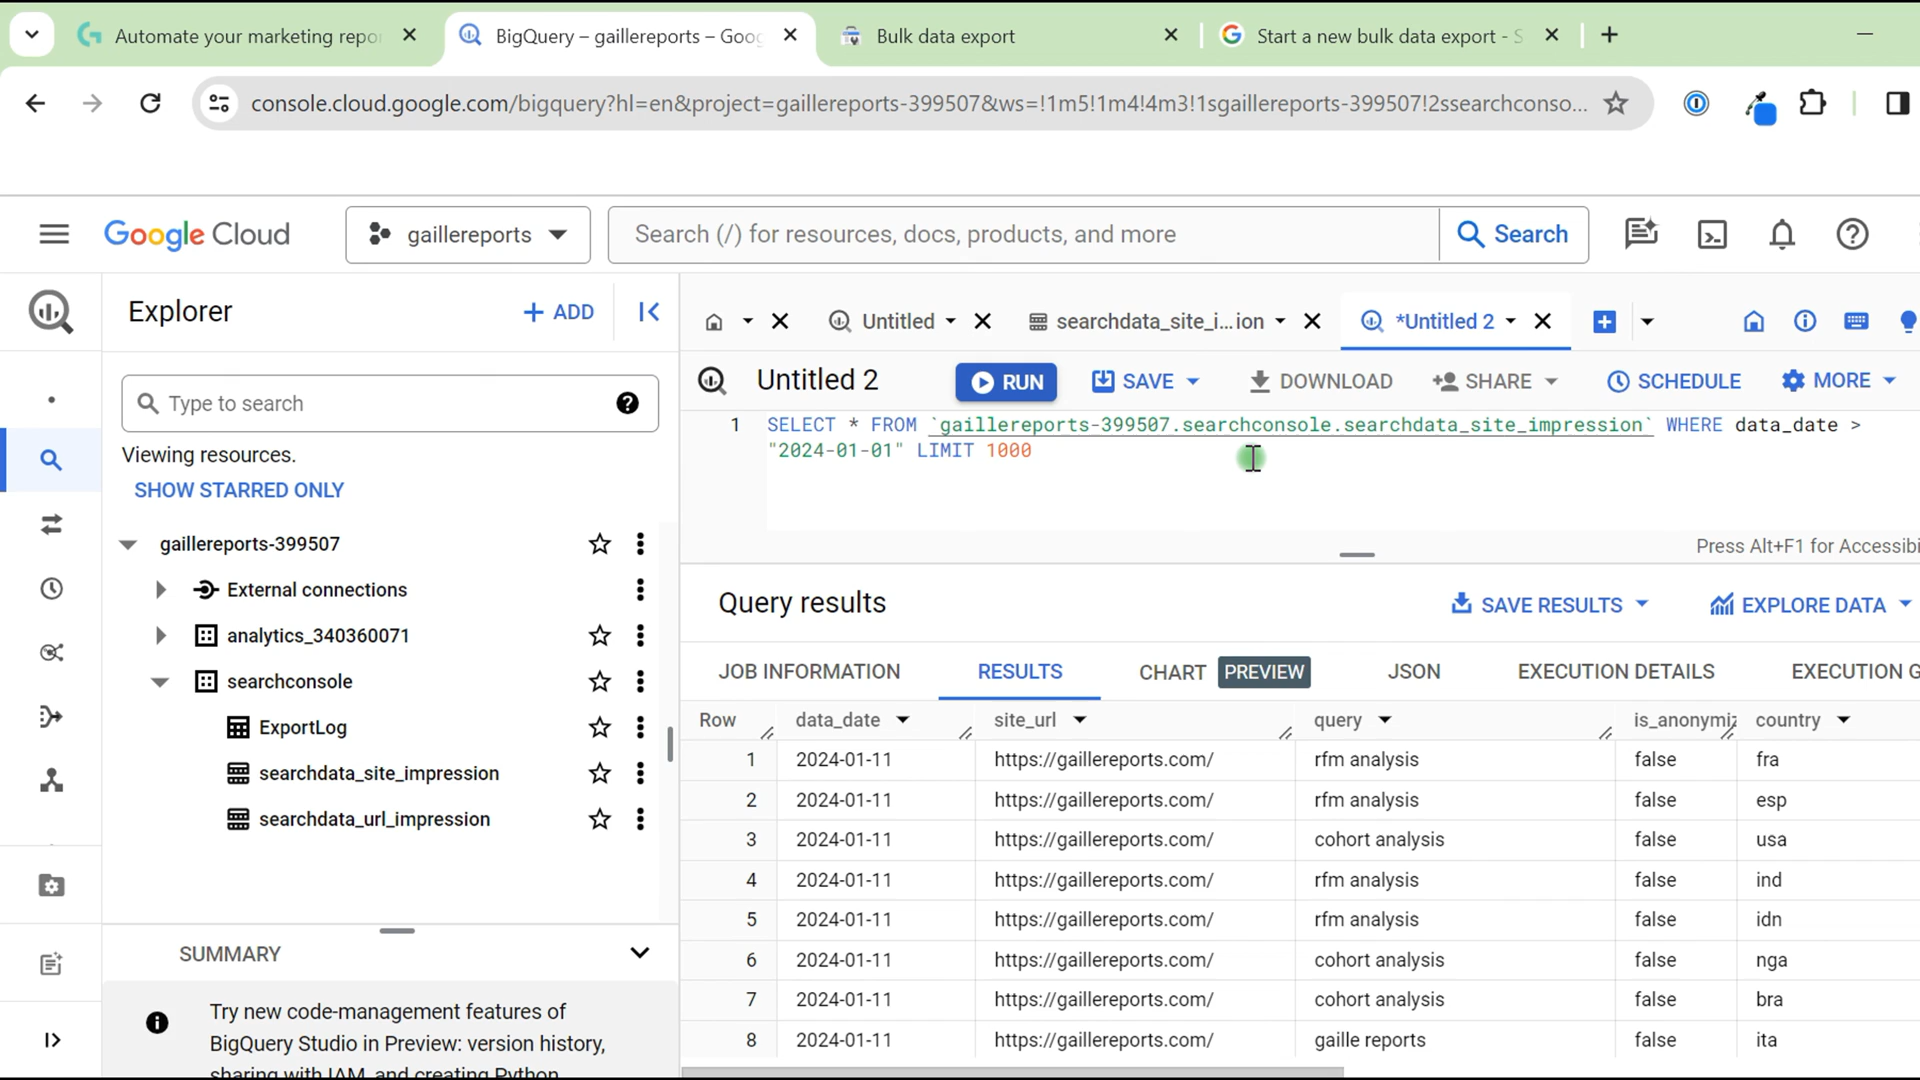 Automate your marketing repo
BigQuery – gaillereports – Goo
Bulk data export
Start a new bulk data export - S
console.cloud.google.com/bigquery?hl=en&project=gaillereports-399507&ws=!1m5!1m4!4m3!1sgaillereports-399507!2ssearchconso...
Google Cloud
gaillereports
Search (/) for resources, docs, products, and more
Search
Explorer
+ ADD
Untitled
searchdata_site_i...ion
*Untitled 2
Untitled 2
RUN
SAVE
DOWNLOAD
SHARE
SCHEDULE
MORE
Type to search
1 SELECT * FROM `gaillereports-399507.searchconsole.searchdata_site_impression` WHERE data_date >
"2024-01-01" LIMIT 1000
Viewing resources.
SHOW STARRED ONLY
gaillereports-399507
External connections
analytics_340360071
searchconsole
ExportLog
searchdata_site_impression
searchdata_url_impression
SUMMARY
Try new code-management features of
BigQuery Studio in Preview: version history,
sharing with IAM, and creating Python
Press Alt+F1 for Accessibi
Query results
SAVE RESULTS
EXPLORE DATA
JOB INFORMATION
RESULTS
CHART PREVIEW
JSON
EXECUTION DETAILS
EXECUTION G
Row data_date site_url query is_anonymiz country
1 2024-01-11 https://gaillereports.com/ rfm analysis false fra
2 2024-01-11 https://gaillereports.com/ rfm analysis false esp
3 2024-01-11 https://gaillereports.com/ cohort analysis false usa
4 2024-01-11 https://gaillereports.com/ rfm analysis false ind
5 2024-01-11 https://gaillereports.com/ rfm analysis false idn
6 2024-01-11 https://gaillereports.com/ cohort analysis false nga
7 2024-01-11 https://gaillereports.com/ cohort analysis false bra
8 2024-01-11 https://gaillereports.com/ gaille reports false ita